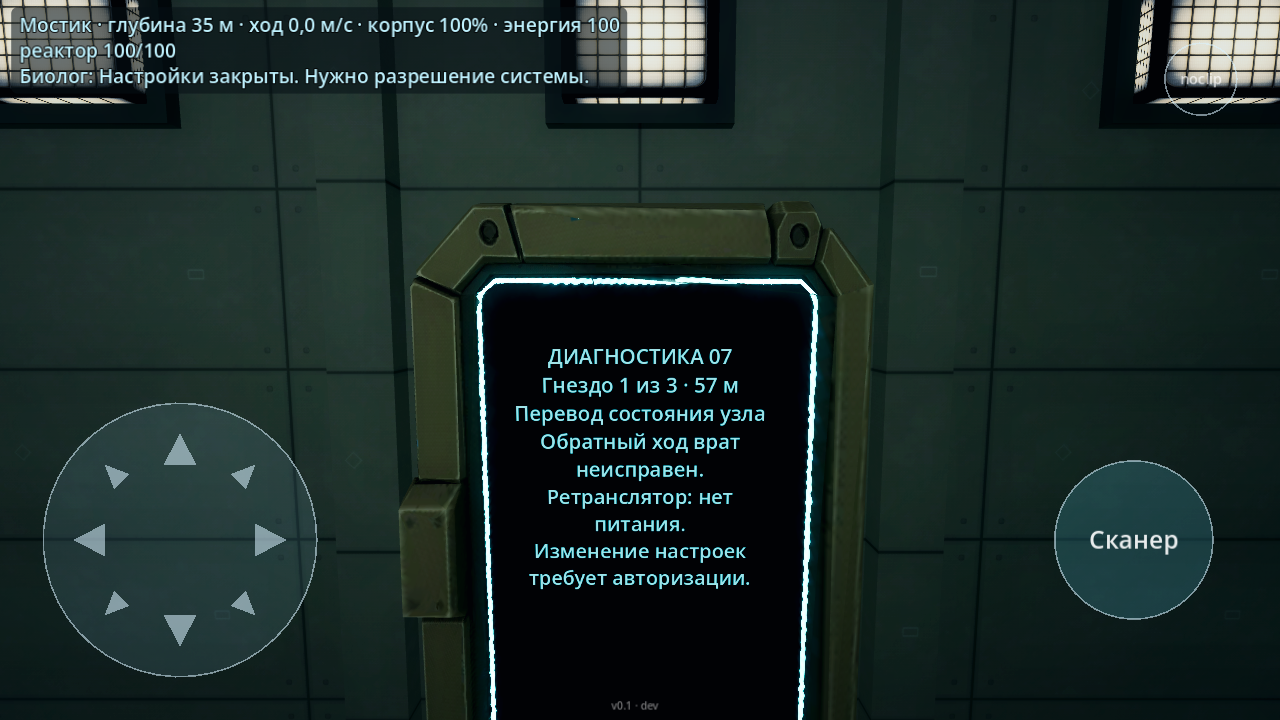 Мостик · глубина 35 м · ход 0,0 м/с · корпус 100% · энергия 100
реактор 100/100
Биолог: Настройки закрыты. Нужно разрешение системы.
noclip
ДИАГНОСТИКА 07
Гнездо 1 из 3 · 57 м
Перевод состояния узла
Обратный ход врат
неисправен.
Ретранслятор: нет
питания.
Изменение настроек
требует авторизации.
Сканер
v0.1 · dev